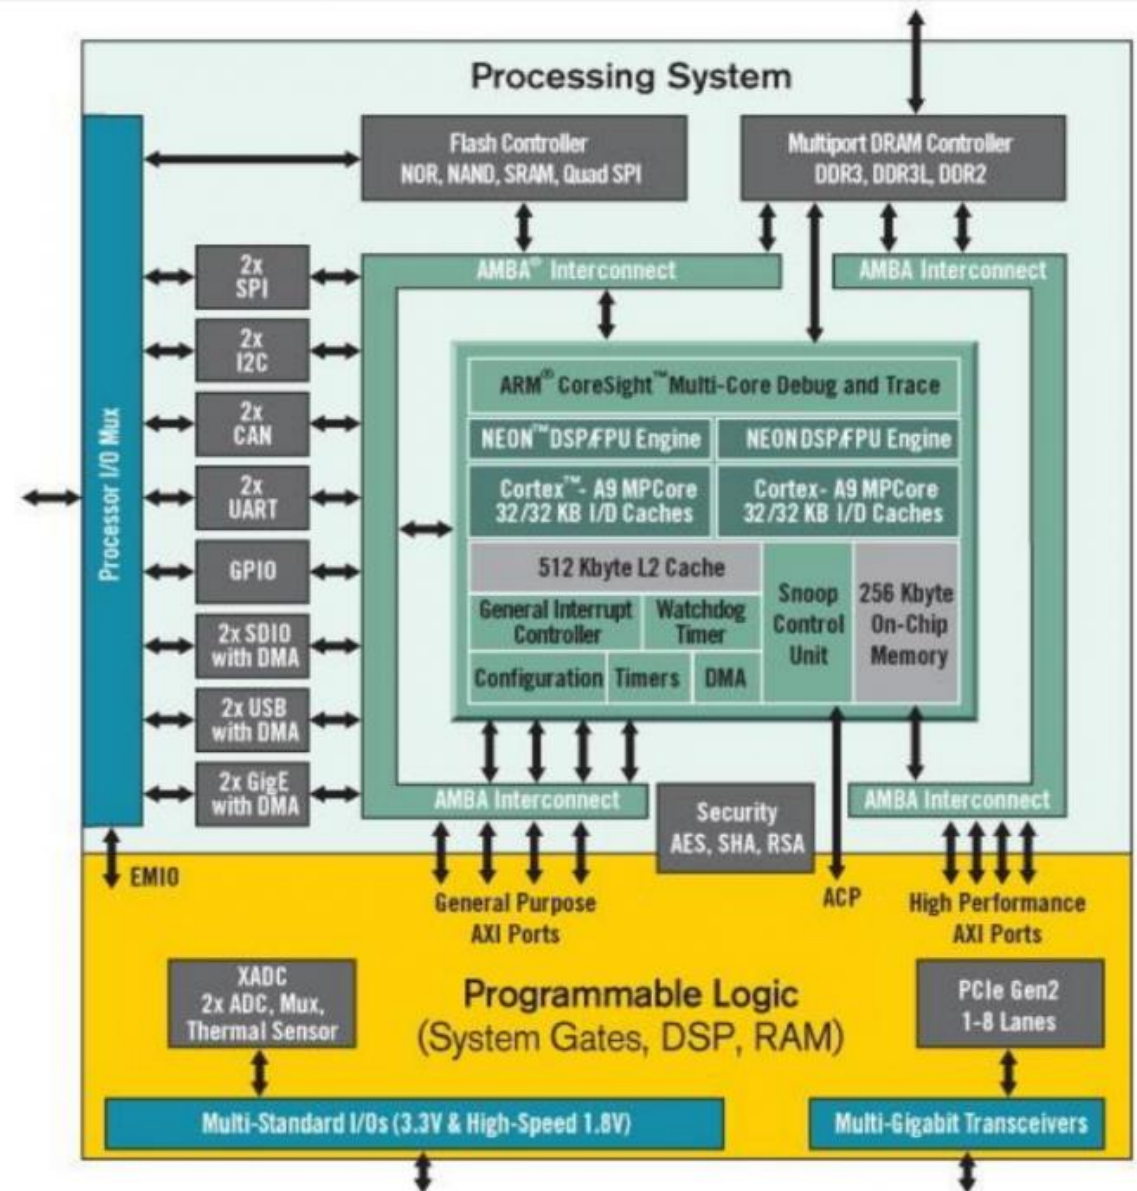 Processing System
Flash Controller
NOR, NAND, SRAM, Quad SPI
Multiport DRAM Controller
DDR3, DDR3L, DDR2
Processor I/O Mux
2x
SPI
2x
I2C
2x
CAN
2x
UART
GPIO
2x SDIO
with DMA
2x USB
with DMA
2x GigE
with DMA
AMBA® Interconnect
AMBA Interconnect
ARM® CoreSight™ Multi-Core Debug and Trace
NEON™ DSP/FPU Engine
NEON DSP/FPU Engine
Cortex™- A9 MPCore
32/32 KB I/D Caches
Cortex- A9 MPCore
32/32 KB I/D Caches
512 Kbyte L2 Cache
Snoop
Control
Unit
256 Kbyte
On-Chip
Memory
General Interrupt
Controller
Watchdog
Timer
Configuration
Timers
DMA
AMBA Interconnect
Security
AES, SHA, RSA
AMBA Interconnect
EMIO
General Purpose
AXI Ports
ACP
High Performance
AXI Ports
XADC
2x ADC, Mux,
Thermal Sensor
Programmable Logic
(System Gates, DSP, RAM)
PCIe Gen2
1-8 Lanes
Multi-Standard I/Os (3.3V & High-Speed 1.8V)
Multi-Gigabit Transceivers